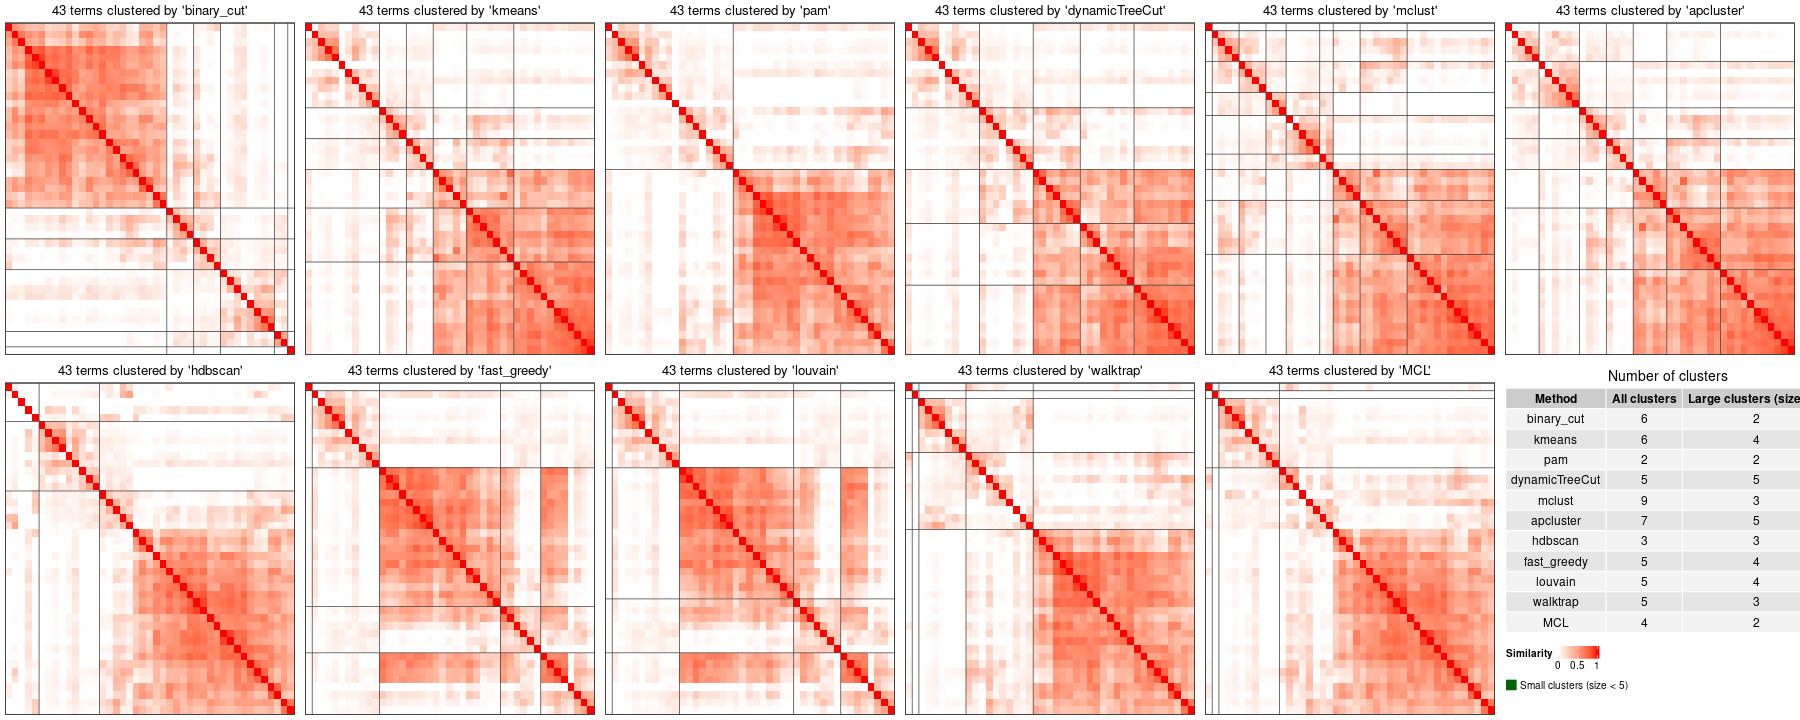 43 terms clustered by 'binary_cut'
43 terms clustered by 'kmeans'
43 terms clustered by 'pam'
43 terms clustered by 'dynamicTreeCut'
43 terms clustered by 'mclust'
43 terms clustered by 'apcluster'
43 terms clustered by 'hdbscan'
43 terms clustered by 'fast_greedy'
43 terms clustered by 'louvain'
43 terms clustered by 'walktrap'
43 terms clustered by 'MCL'
Number of clusters
Method All clusters Large clusters (size
binary_cut 6 2
kmeans 6 4
pam 2 2
dynamicTreeCut 5 5
mclust 9 3
apcluster 7 5
hdbscan 3 3
fast_greedy 5 4
louvain 5 4
walktrap 5 3
MCL 4 2
Similarity
0 0.5 1
Small clusters (size < 5)